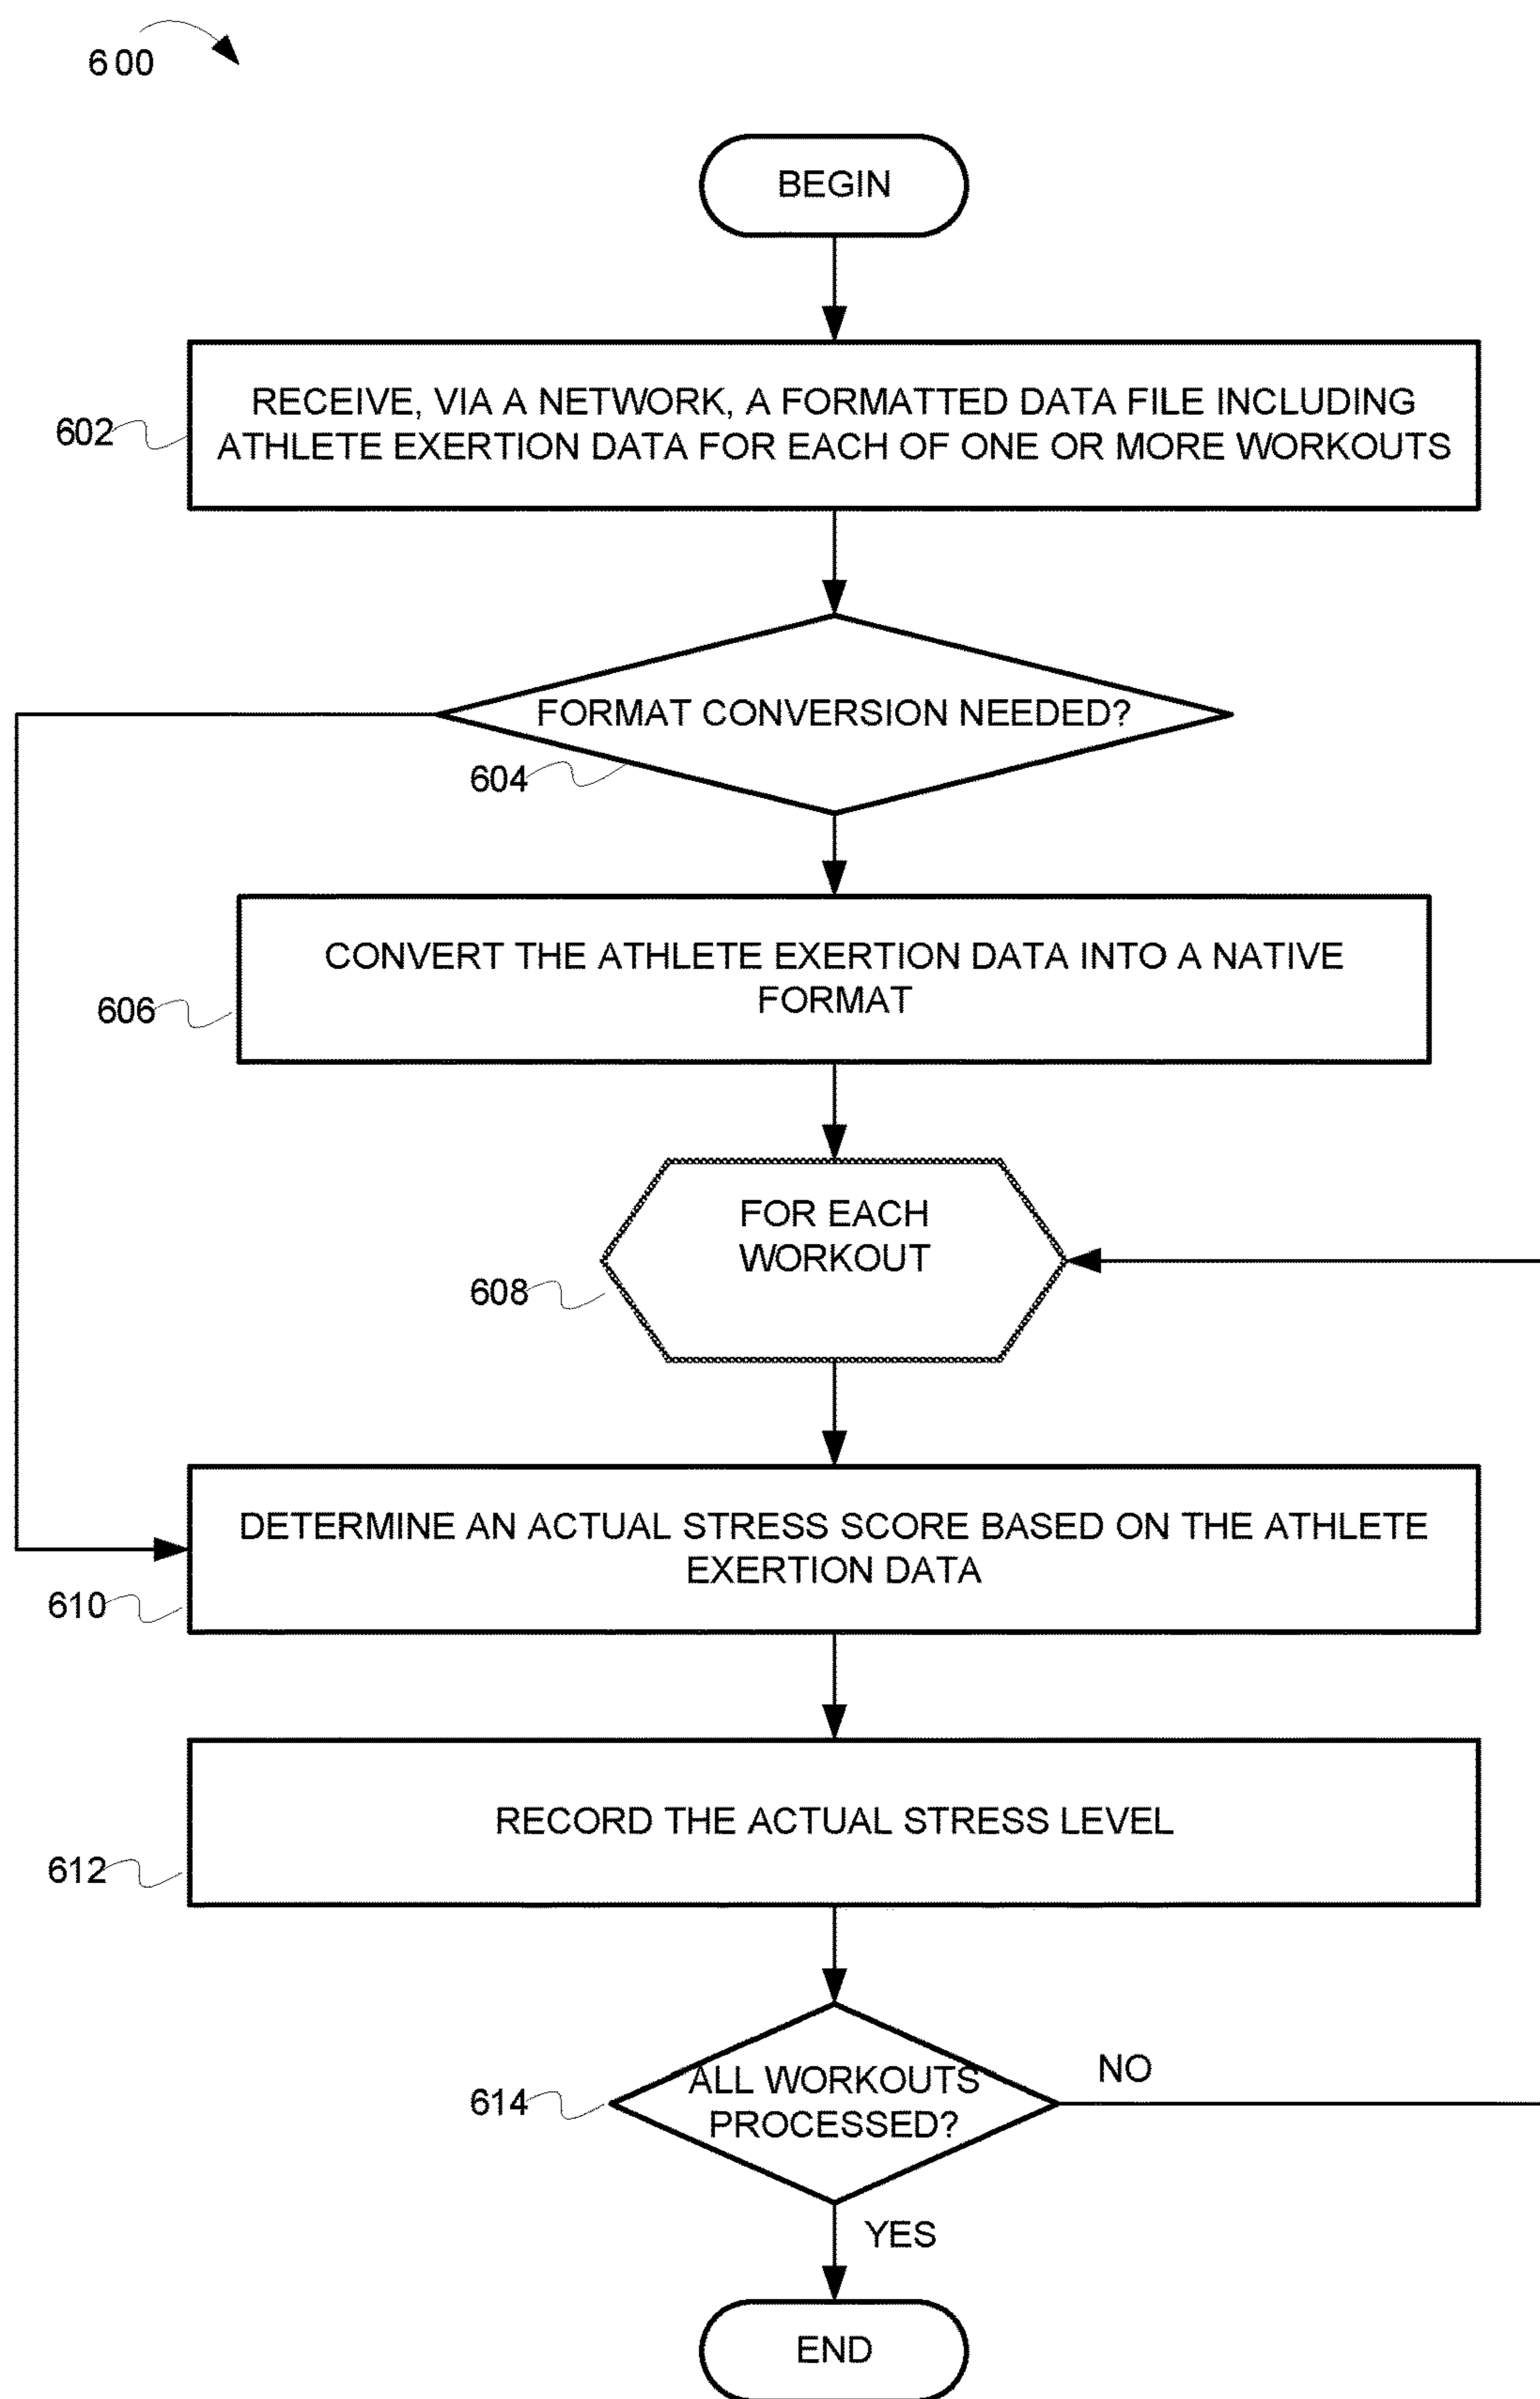 600
BEGIN
RECEIVE, VIA A NETWORK, A FORMATTED DATA FILE INCLUDING
ATHLETE EXERTION DATA FOR EACH OF ONE OR MORE WORKOUTS
602
FORMAT CONVERSION NEEDED?
604
CONVERT THE ATHLETE EXERTION DATA INTO A NATIVE
FORMAT
606
FOR EACH
WORKOUT
608
DETERMINE AN ACTUAL STRESS SCORE BASED ON THE ATHLETE
EXERTION DATA
610
RECORD THE ACTUAL STRESS LEVEL
612
ALL WORKOUTS
PROCESSED?
614
NO
YES
END